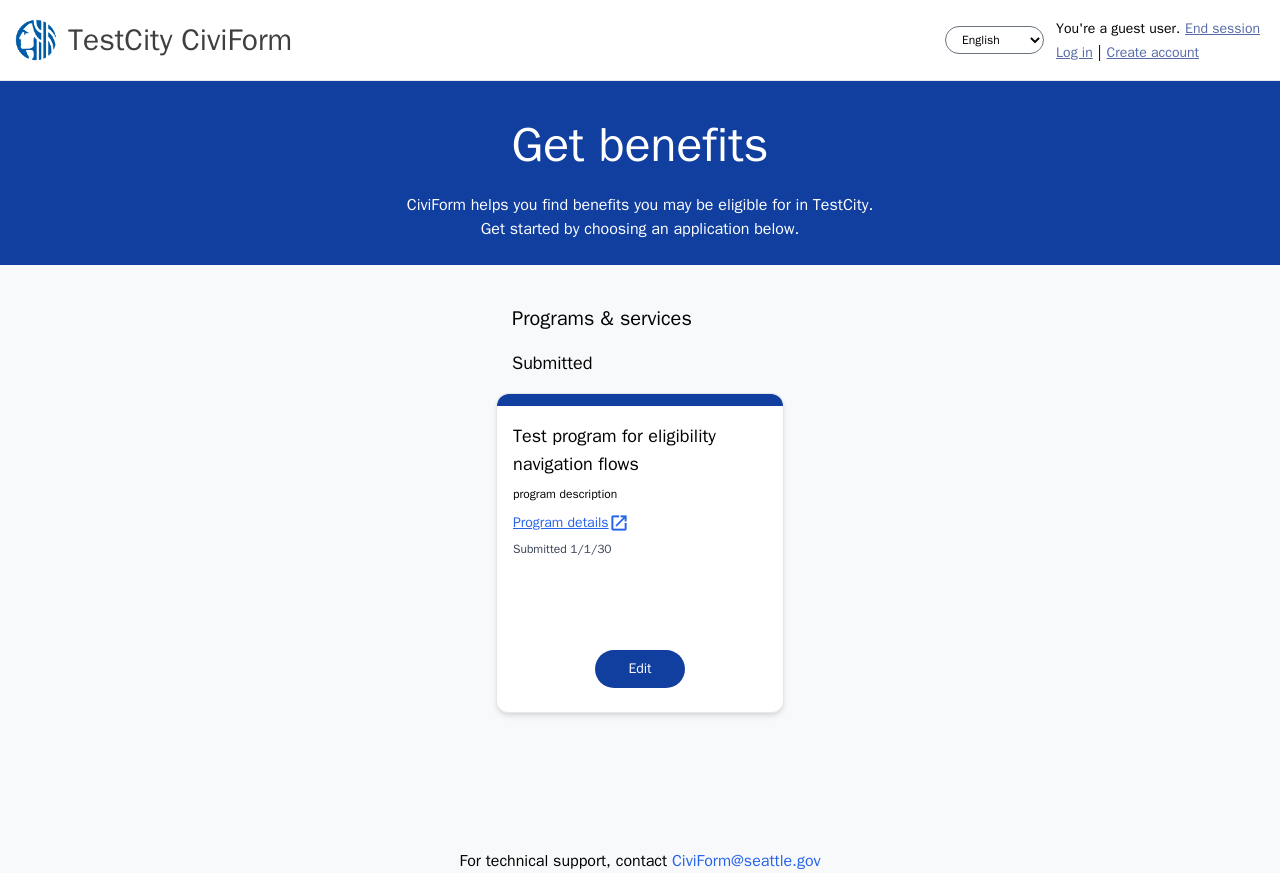 TestCity CiviForm
English
You're a guest user. End session
Log in | Create account
Get benefits
CiviForm helps you find benefits you may be eligible for in TestCity.
Get started by choosing an application below.
Programs & services
Submitted
Test program for eligibility
navigation flows
program description
Program details
Submitted 1/1/30
Edit
For technical support, contact CiviForm@seattle.gov